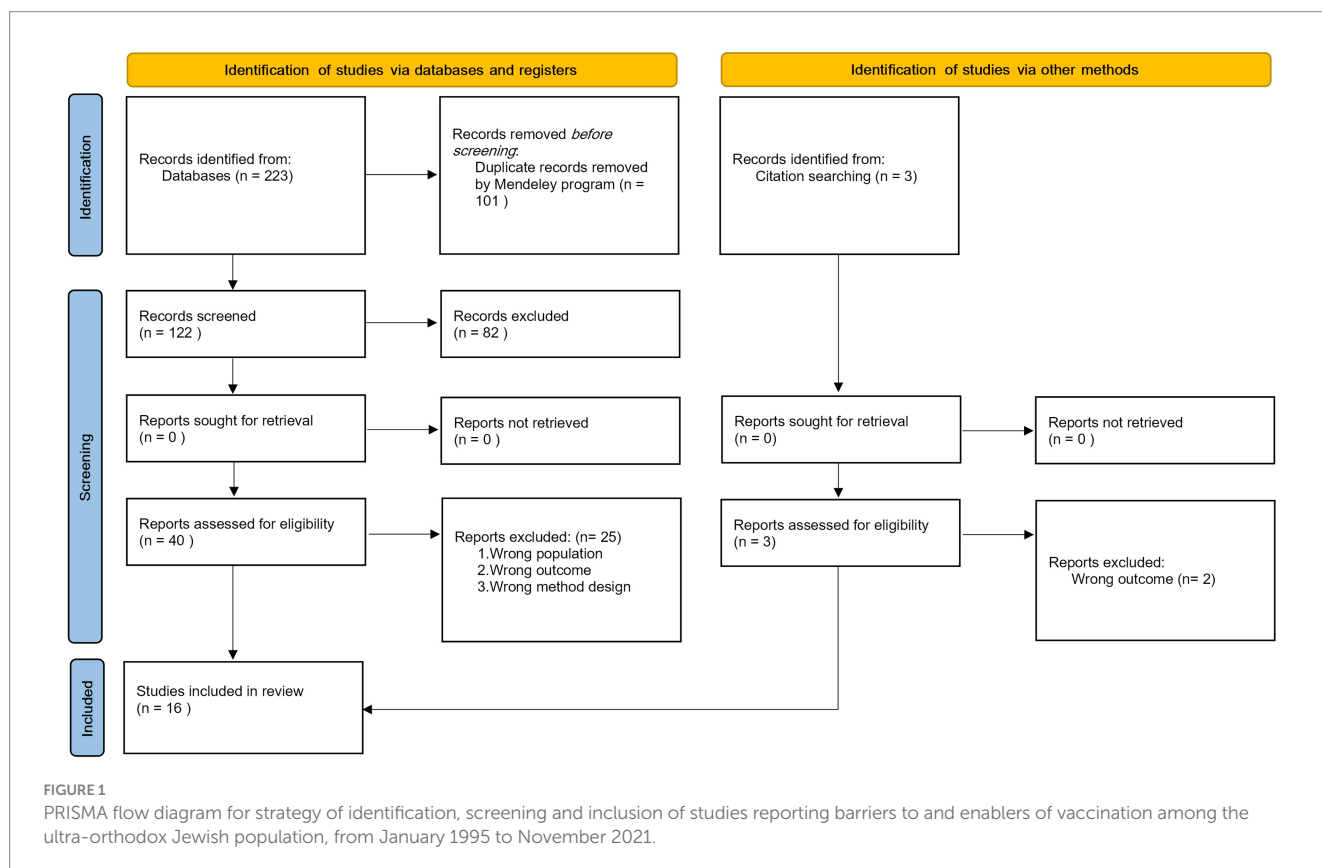 Identification of studies via databases and registers
Identification of studies via other methods
Identification
Records identified from:
Databases (n = 223)
Records removed before
screening:
Duplicate records removed
by Mendeley program (n =
101 )
Records identified from:
Citation searching (n = 3)
Screening
Records screened
(n = 122 )
Records excluded
(n = 82 )
Reports sought for retrieval
(n = 0 )
Reports not retrieved
(n = 0 )
Reports sought for retrieval
(n = 0)
Reports not retrieved
(n = 0 )
Reports assessed for eligibility
(n = 40 )
Reports excluded: (n= 25)
1.Wrong population
2.Wrong outcome
3.Wrong method design
Reports assessed for eligibility
(n = 3)
Reports excluded:
Wrong outcome (n= 2)
Included
Studies included in review
(n = 16 )
FIGURE 1
PRISMA flow diagram for strategy of identification, screening and inclusion of studies reporting barriers to and enablers of vaccination among the
ultra-orthodox Jewish population, from January 1995 to November 2021.